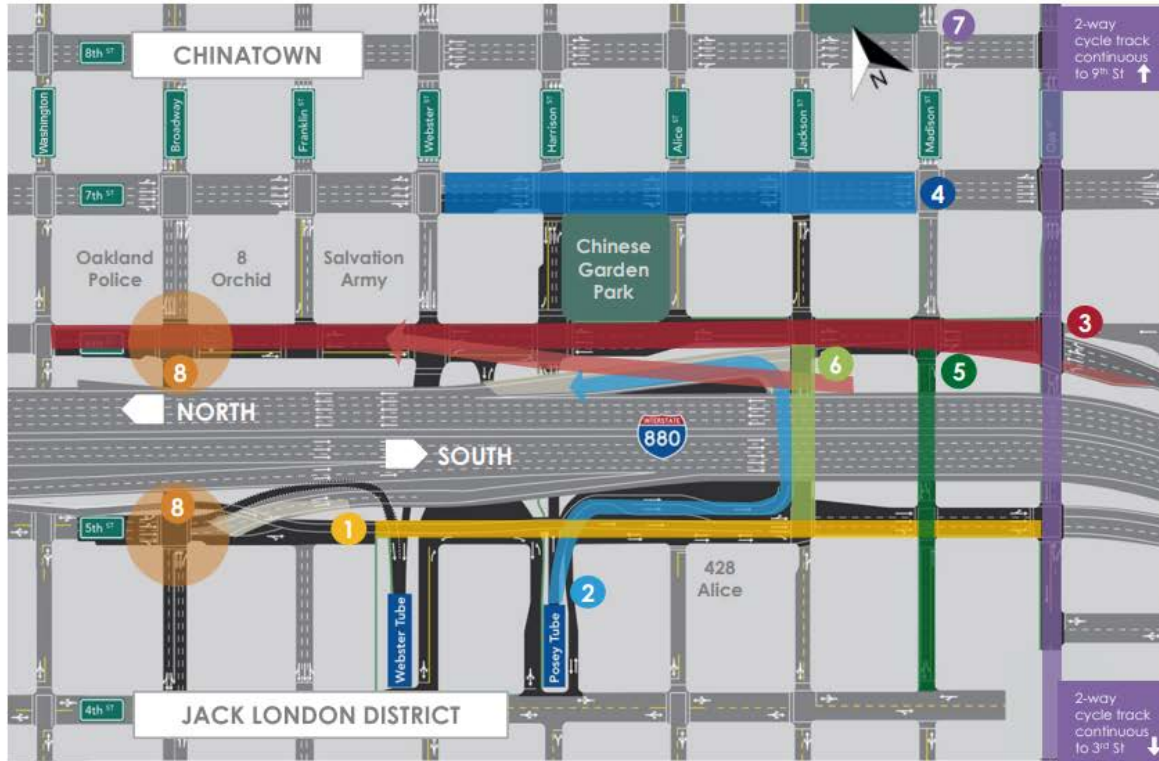 8th ST
CHINATOWN
7
2-way
cycle track
continuous
to 9th St
N
Washington
Broadway
Franklin ST
Webster ST
Harrison ST
Alice ST
Jackson ST
Madison ST
Oak ST
7th ST
4
Oakland
Police
8
Orchid
Salvation
Army
Chinese
Garden
Park
3
8
6
5
NORTH
INTERSTATE
880
SOUTH
8
5th ST
1
2
428
Alice
Webster Tube
Posey Tube
4th ST
JACK LONDON DISTRICT
2-way
cycle track
continuous
to 3rd St